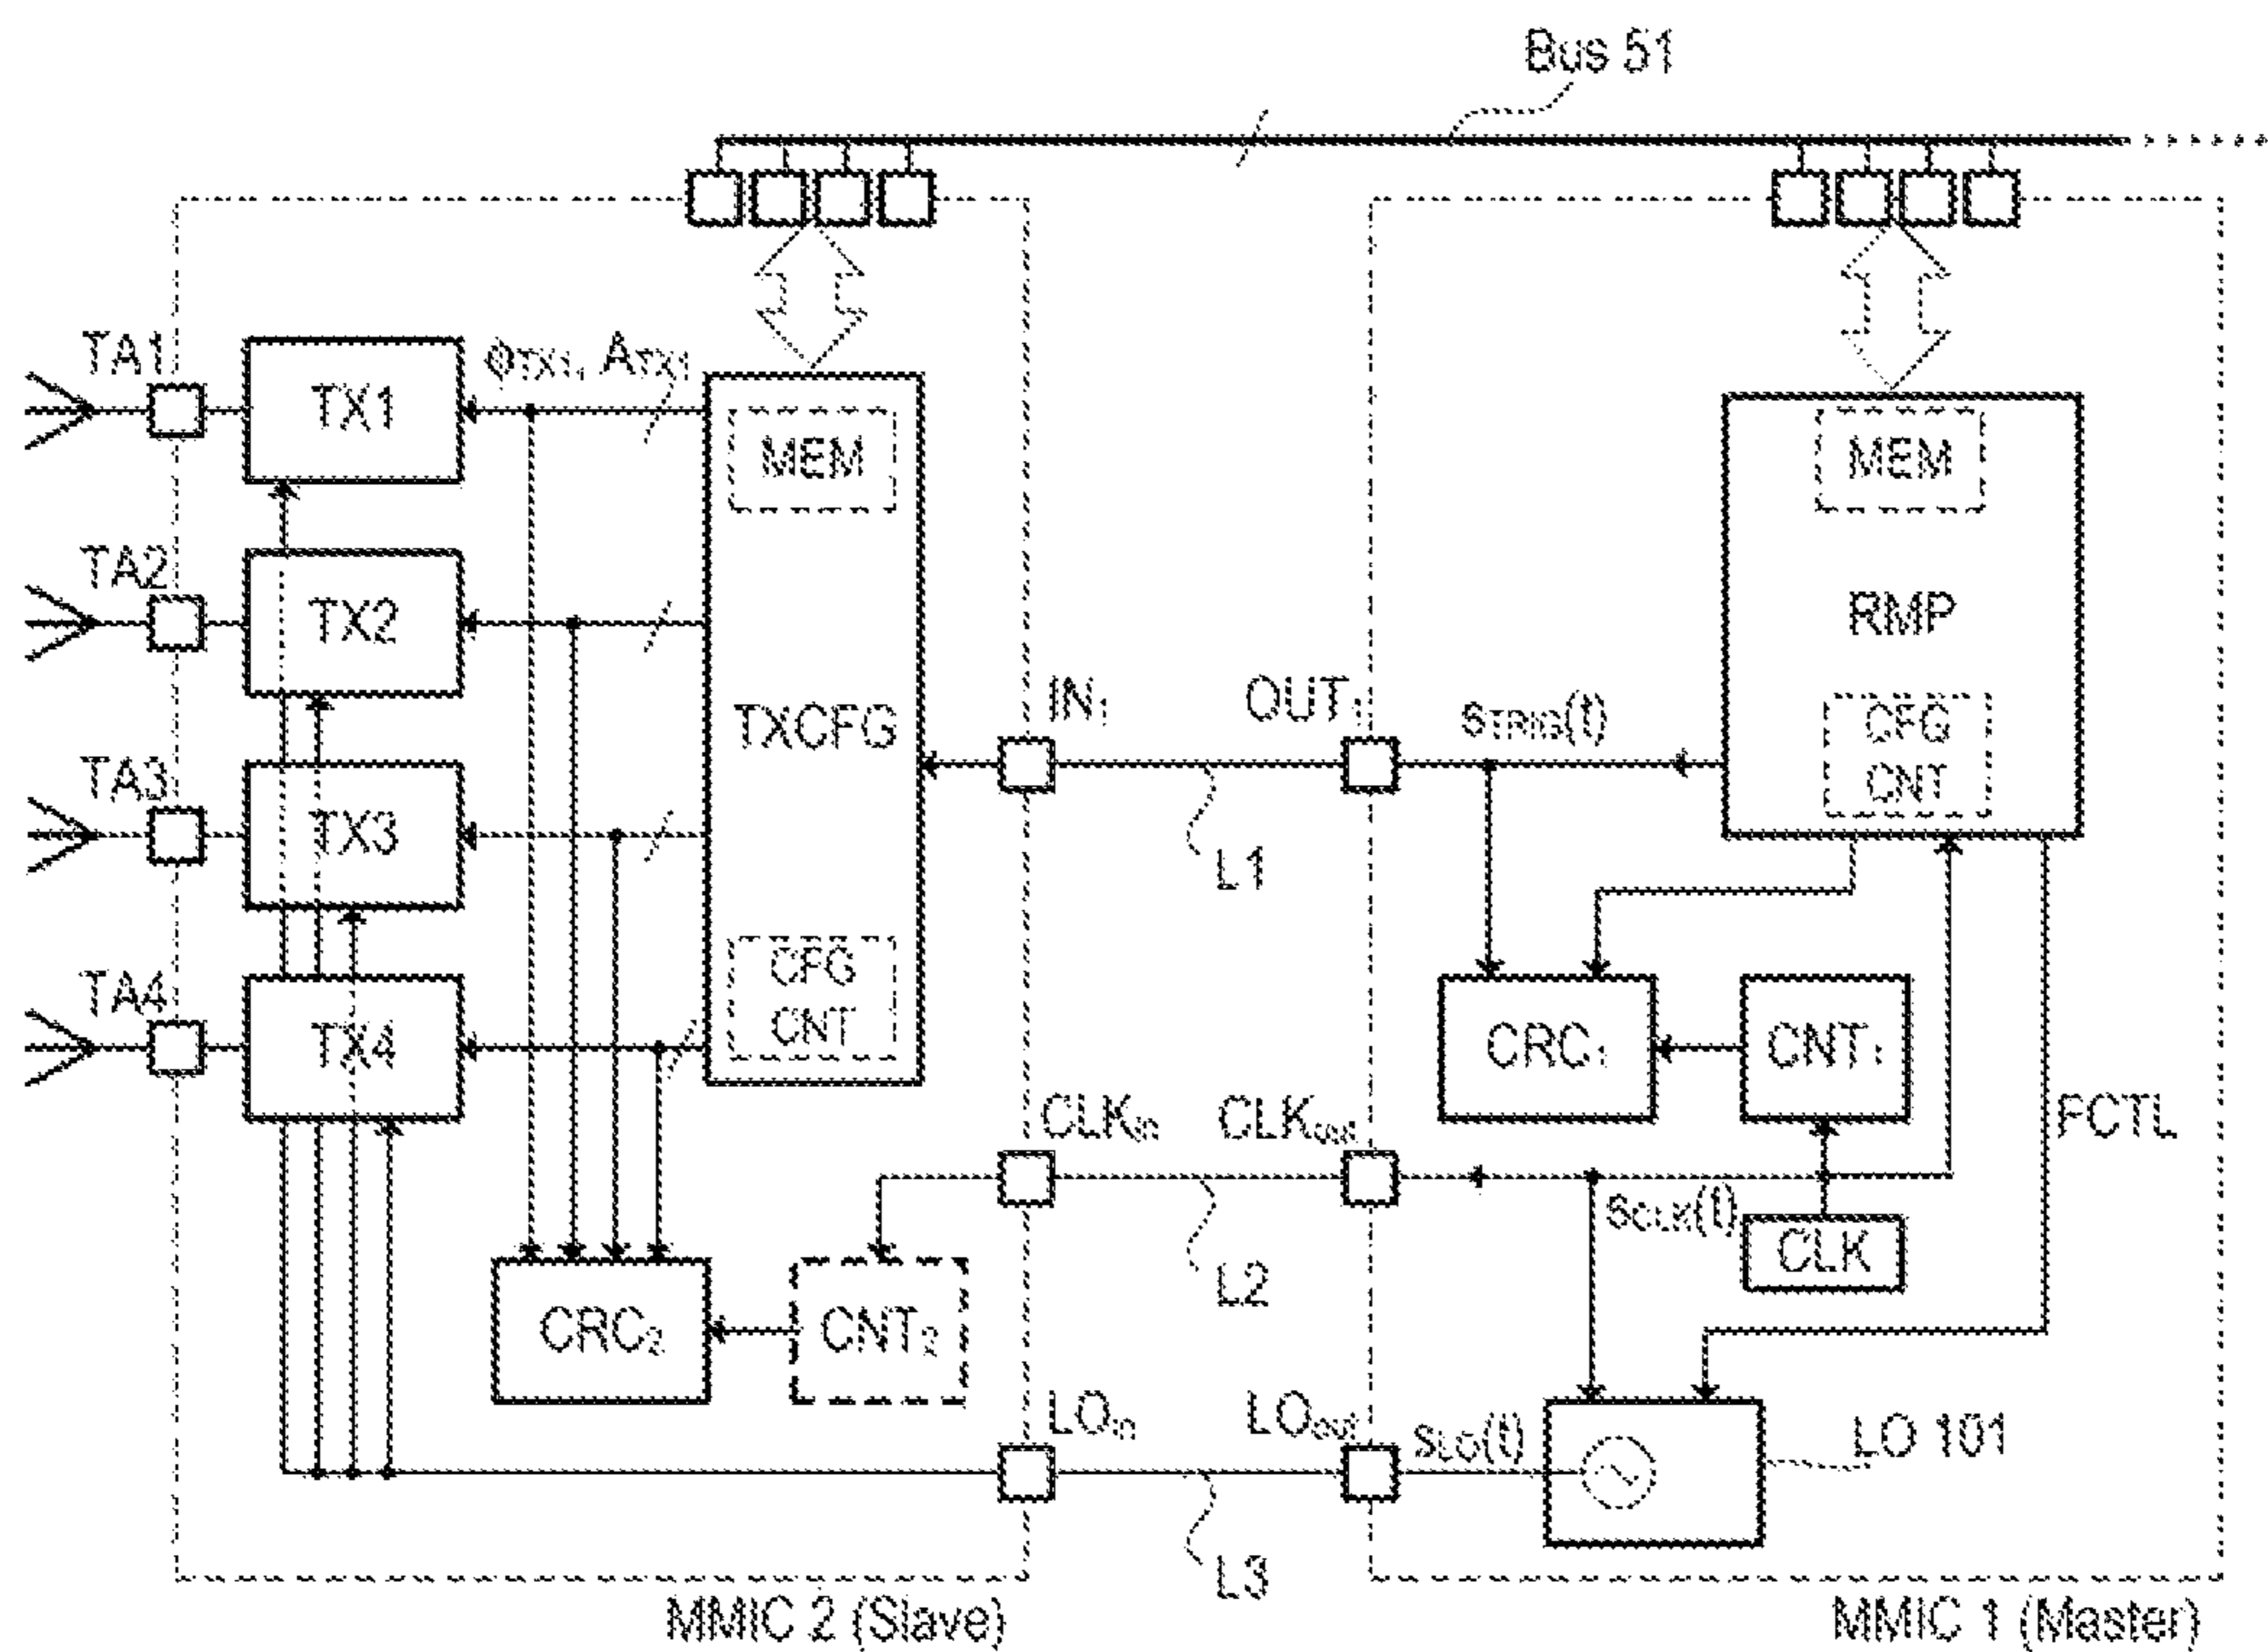 Bus 51
TA1
TX1
ϕTX1, ATX1
MEM
MEM
TA2
TX2
RMP
IN1
OUT1
sTRIG(t)
CFG
CNT
TXCFG
TA3
TX3
L1
CFG
CNT
TA4
TX4
CRC1
CNT1
CLKin
CLKout
FCTL
sCLK(t)
CLK
L2
CRC2
CNT2
LOin
LOout
sLO(t)
LO 101
L3
MMIC 2 (Slave)
MMIC 1 (Master)